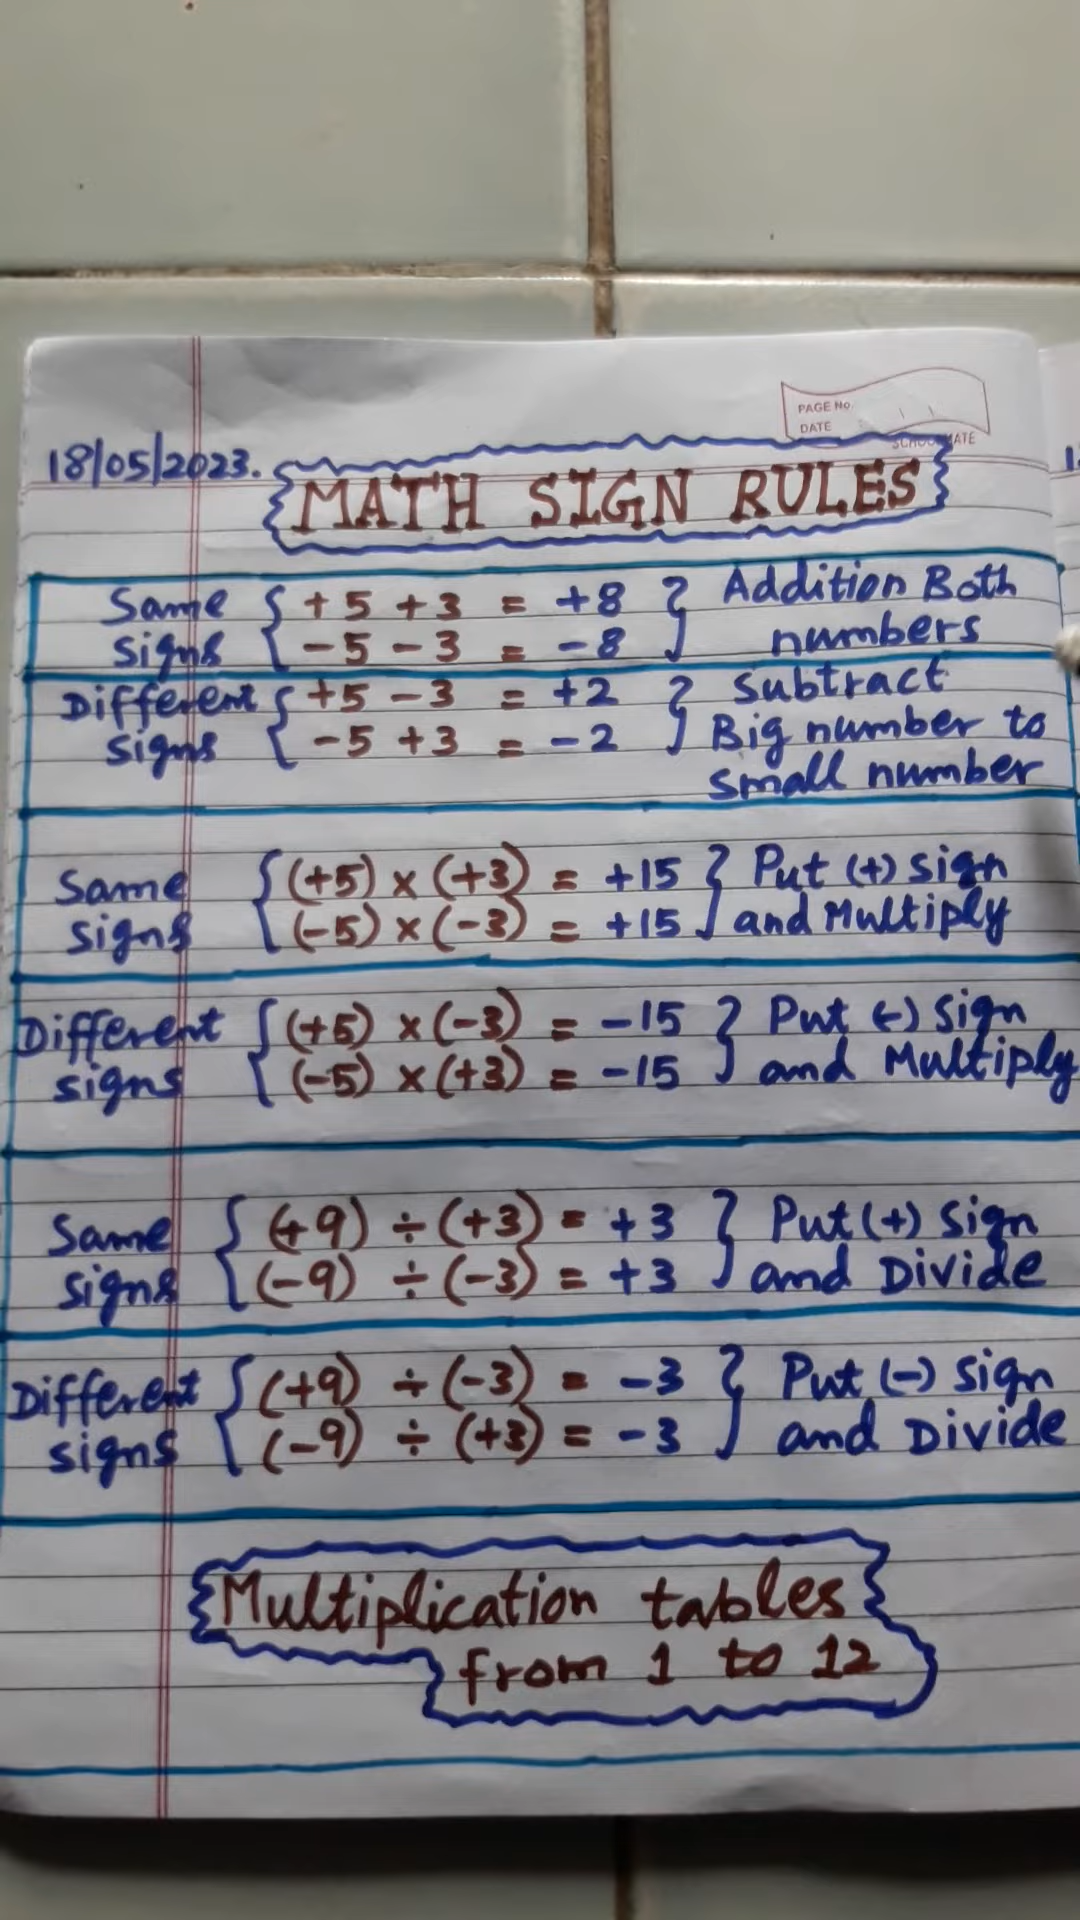 PAGE No.
DATE
18/05/2023.
MATH SIGN RULES
Same signs { +5 +3 = +8 } Addition Both
-5 -3 = -8 numbers
Different signs { +5 -3 = +2 } Subtract
-5 +3 = -2 Big number to
small number
Same signs { (+5) × (+3) = +15 } Put (+) sign
(-5) × (-3) = +15 and Multiply
Different signs { (+5) × (-3) = -15 } Put (-) sign
(-5) × (+3) = -15 and Multiply
Same signs { (+9) ÷ (+3) = +3 } Put (+) sign
(-9) ÷ (-3) = +3 and Divide
Different signs { (+9) ÷ (-3) = -3 } Put (-) sign
(-9) ÷ (+3) = -3 and Divide
Multiplication tables
from 1 to 12